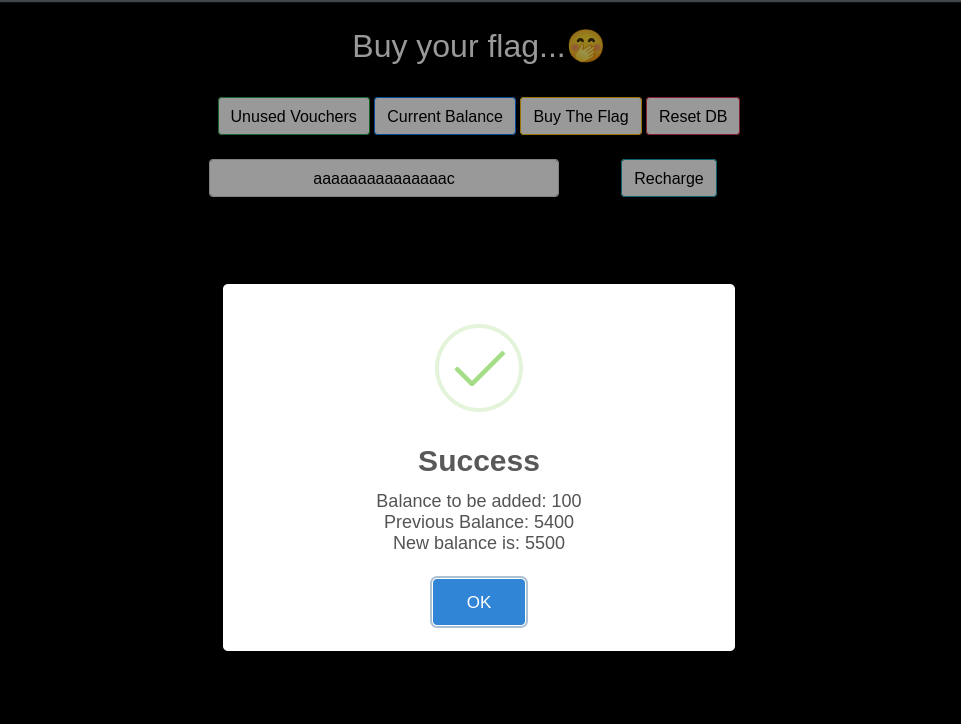 Buy your flag...🤭
Unused Vouchers Current Balance Buy The Flag Reset DB
aaaaaaaaaaaaaaac Recharge
Success
Balance to be added: 100
Previous Balance: 5400
New balance is: 5500
OK